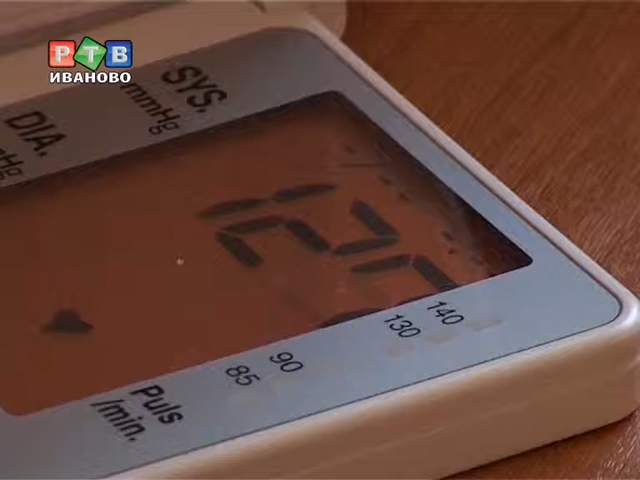 РТВ
ИВАНОВО
SYS.
mmHg
DIA.
140
130
90
85
Puls
/min.